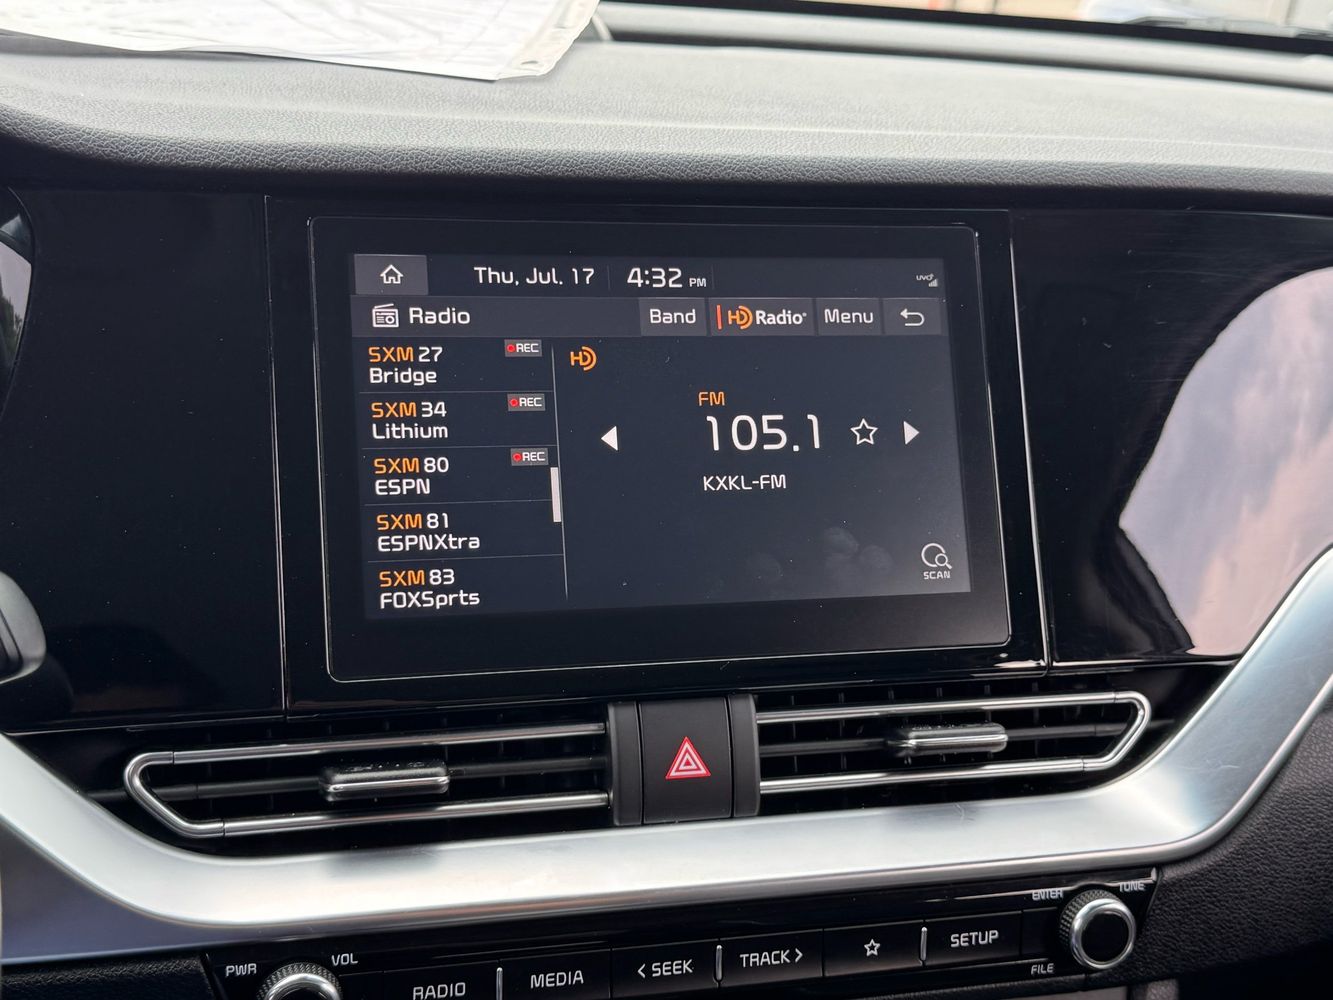 Thu, Jul. 17 4:32 PM
UVO
Radio Band HD Radio Menu
SXM 27 REC
Bridge
SXM 34 REC
Lithium
SXM 80 REC
ESPN
SXM 81
ESPNXtra
SXM 83
FOXSprts
HD
FM
105.1
KXKL-FM
SCAN
PWR VOL
RADIO MEDIA < SEEK TRACK > SETUP
ENTER TUNE
FILE